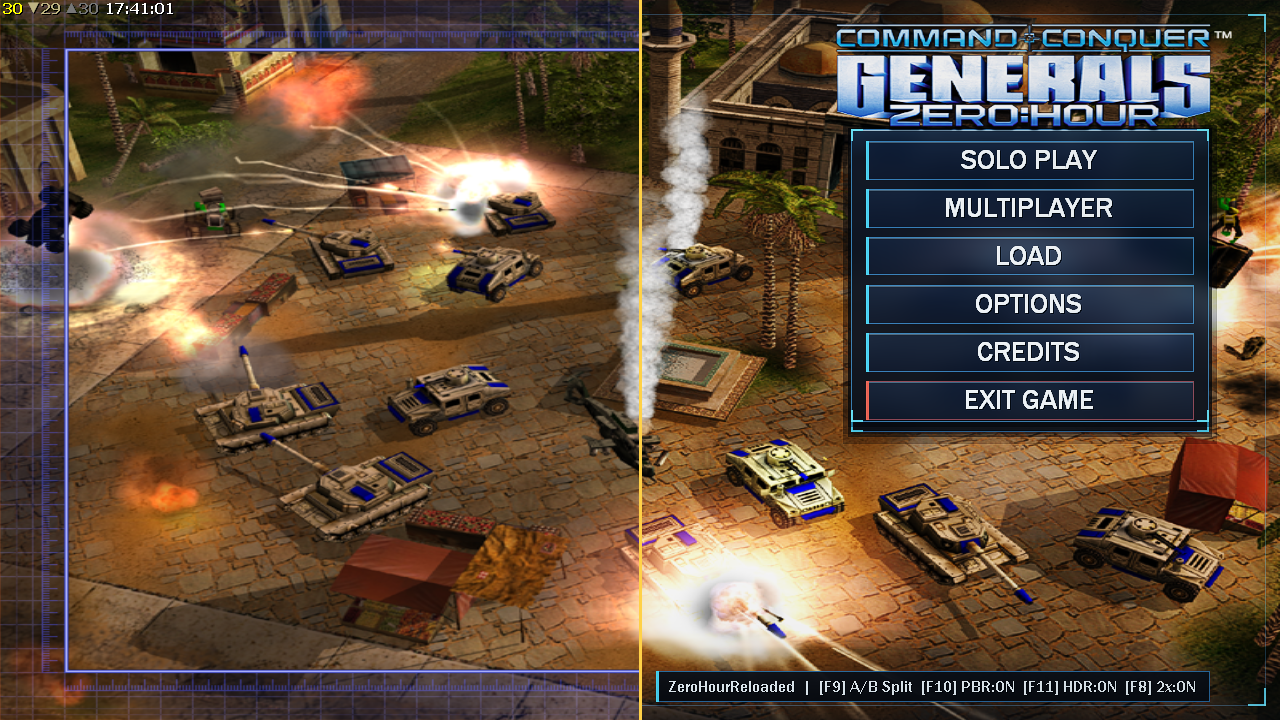 30 ▼29 ▲30 17:41:01
COMMAND & CONQUER™
GENERALS
ZERO:HOUR
SOLO PLAY
MULTIPLAYER
LOAD
OPTIONS
CREDITS
EXIT GAME
ZeroHourReloaded | [F9] A/B Split [F10] PBR:ON [F11] HDR:ON [F8] 2x:ON